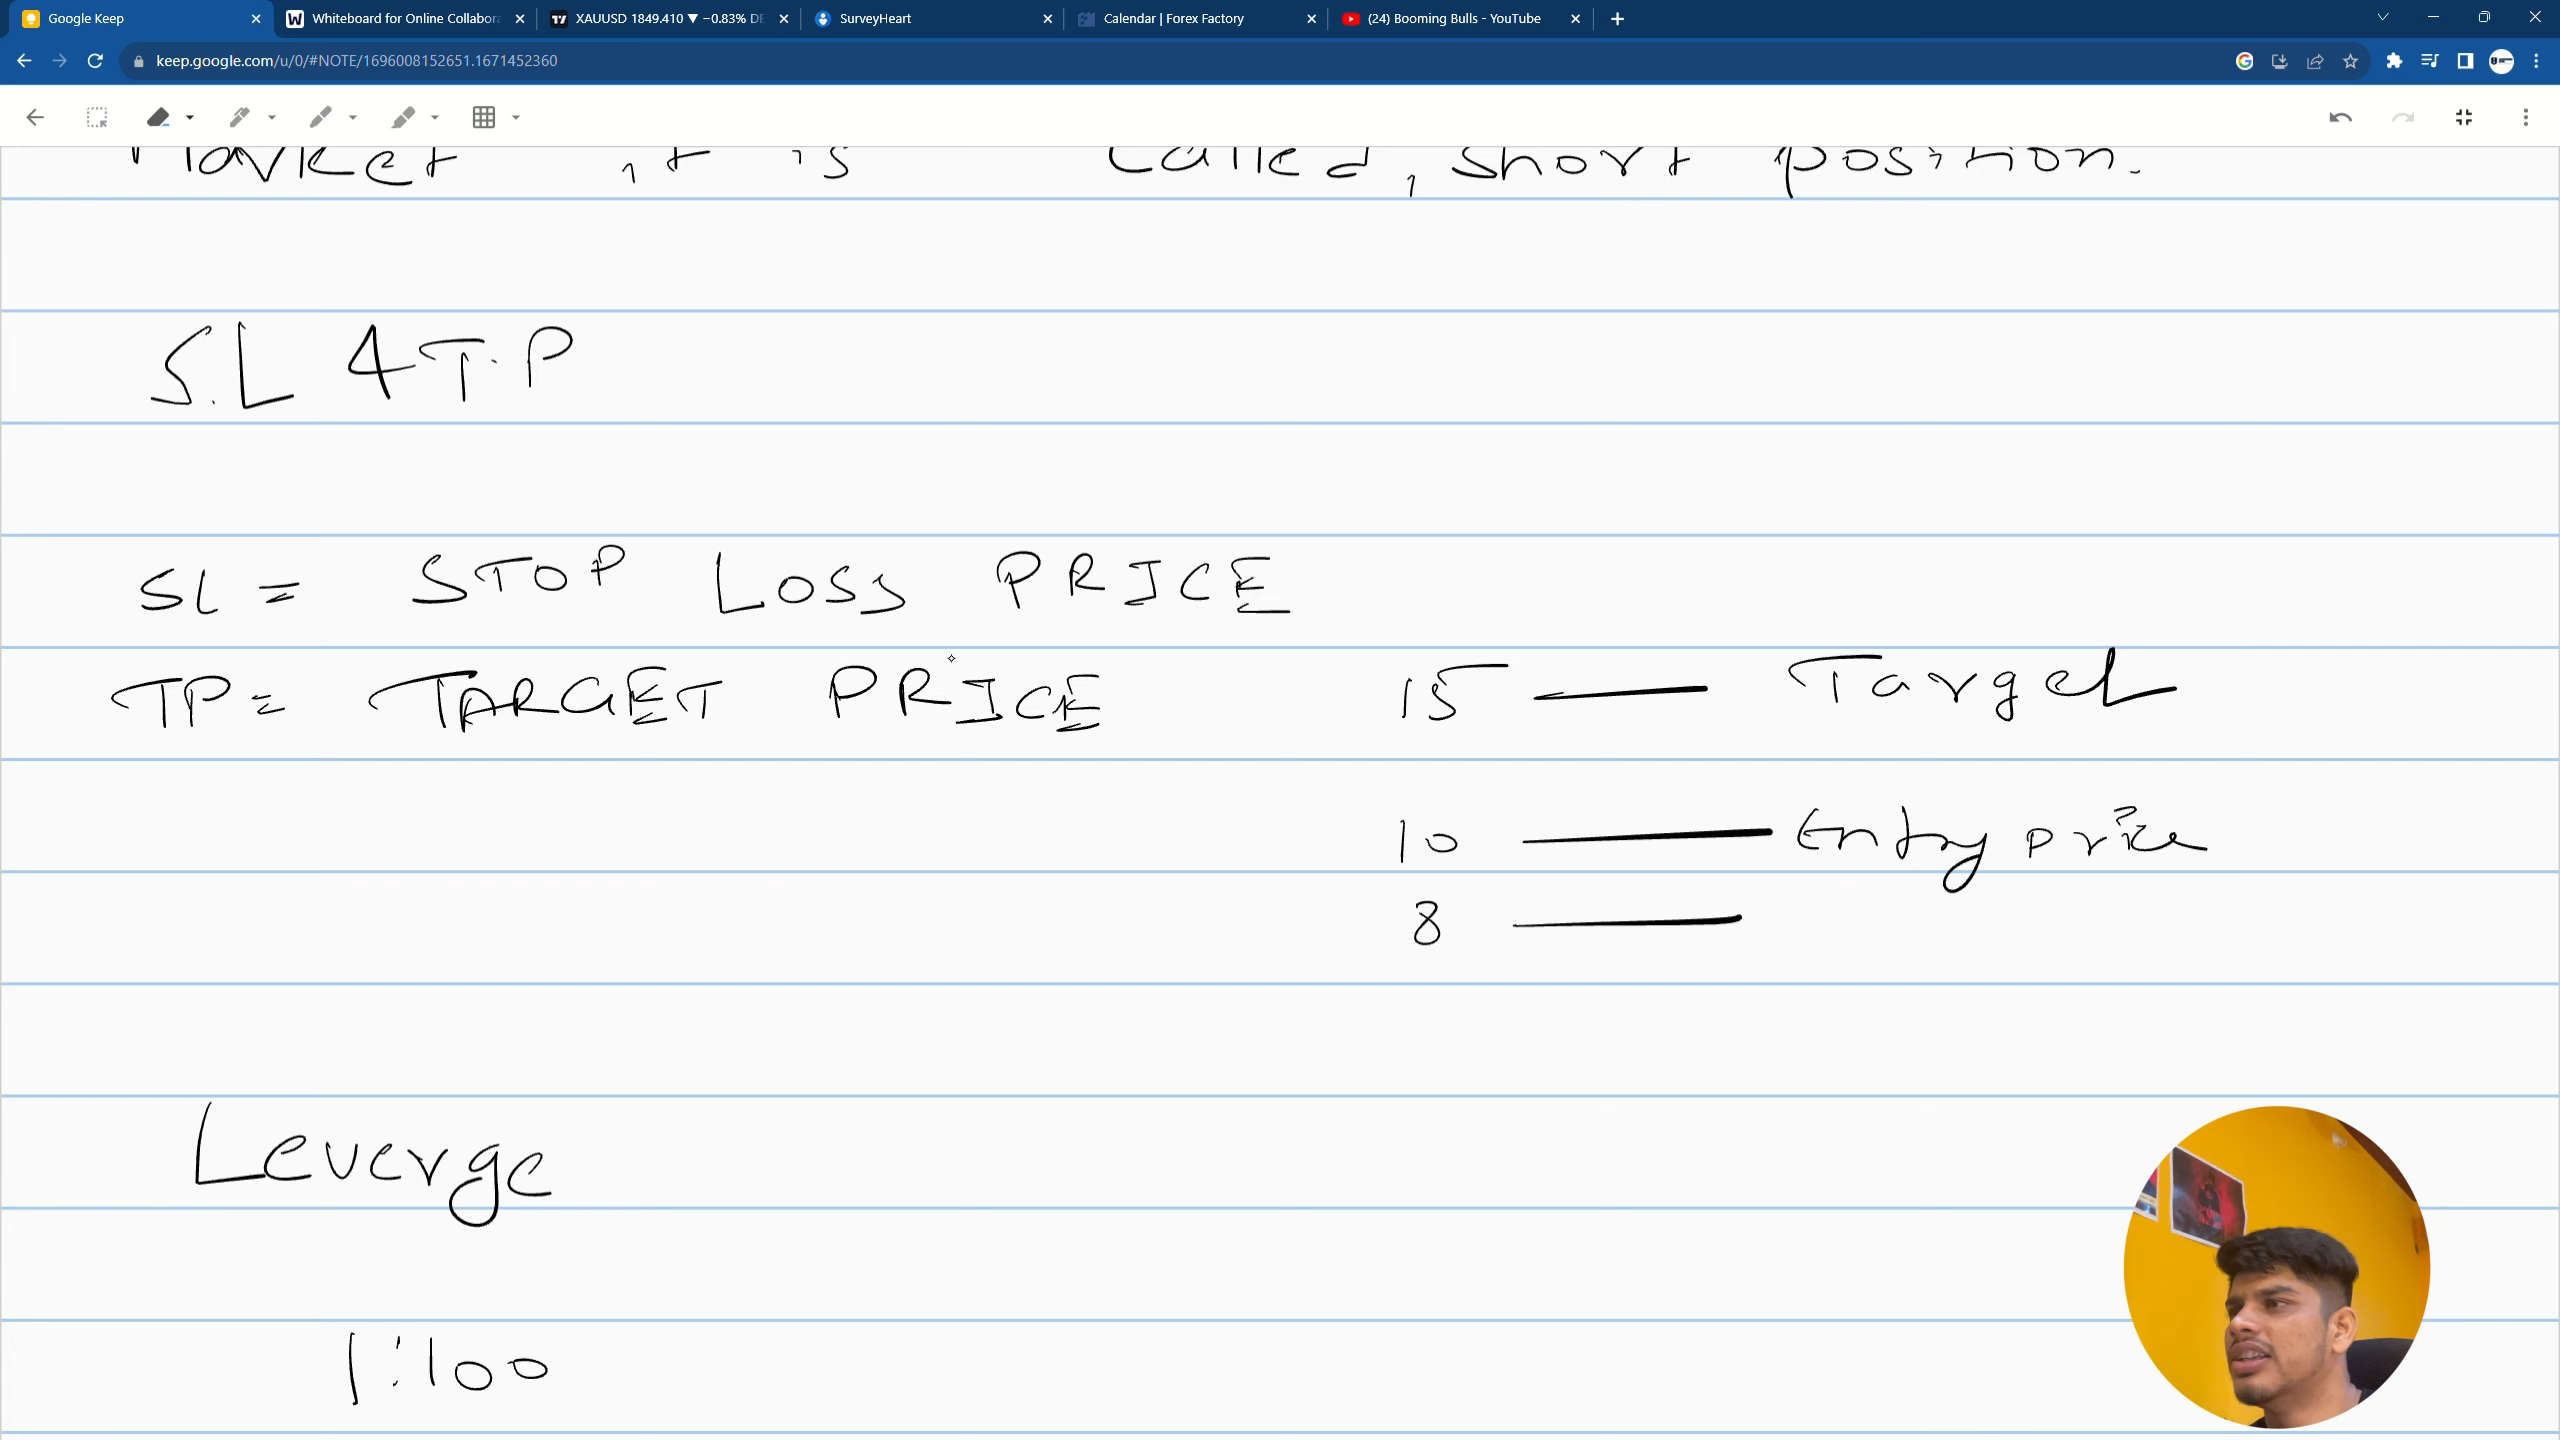 Google Keep
Whiteboard for Online Collabora
XAUUSD 1849.410 ▼ −0.83% DE
SurveyHeart
Calendar | Forex Factory
(24) Booming Bulls - YouTube
keep.google.com/u/0/#NOTE/1696008152651.1671452360
Market, it is called, short position.
S.L 4 T.P
SL = STOP LOSS PRICE
TP = TARGET PRICE
15 — Target
10 — Entry price
8 —
Leverge
1:100